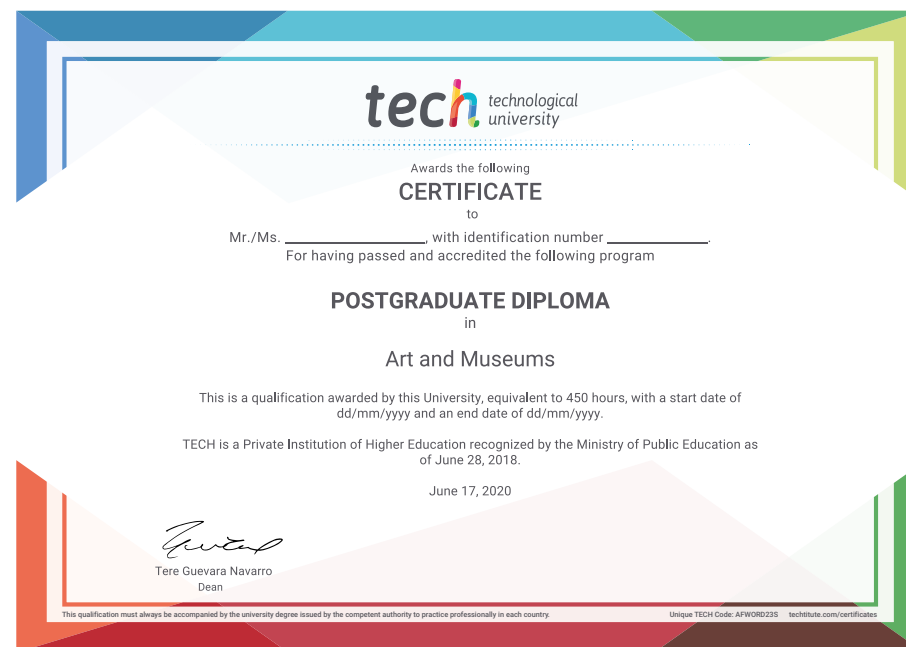 tech technological
university
Awards the following
CERTIFICATE
to
Mr./Ms. ____________________, with identification number ______________.
For having passed and accredited the following program
POSTGRADUATE DIPLOMA
in
Art and Museums
This is a qualification awarded by this University, equivalent to 450 hours, with a start date of
dd/mm/yyyy and an end date of dd/mm/yyyy.
TECH is a Private Institution of Higher Education recognized by the Ministry of Public Education as
of June 28, 2018.
June 17, 2020
Tere Guevara Navarro
Dean
This qualification must always be accompanied by the university degree issued by the competent authority to practice professionally in each country.
Unique TECH Code: AFWORD23S techtitute.com/certificates